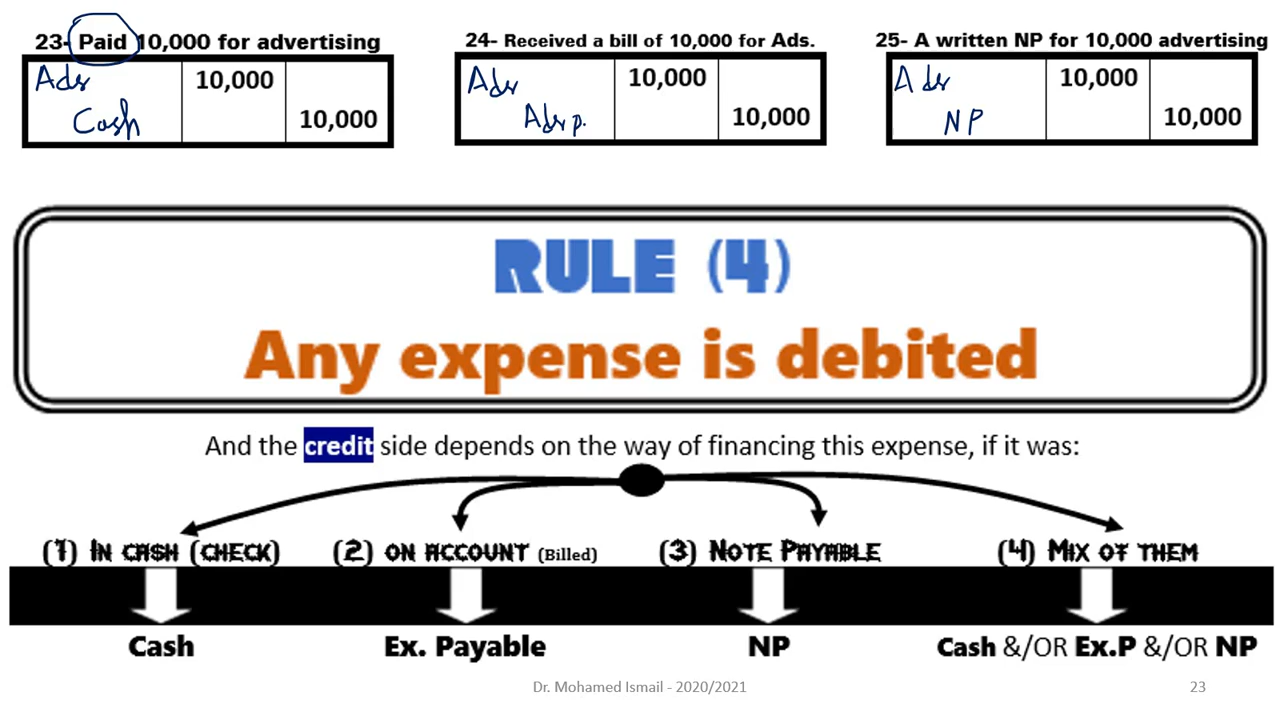 23- Paid 10,000 for advertising
Ads 10,000
Cash 10,000
24- Received a bill of 10,000 for Ads.
Ads 10,000
Ads p. 10,000
25- A written NP for 10,000 advertising
Ads 10,000
NP 10,000
RULE (4)
Any expense is debited
And the credit side depends on the way of financing this expense, if it was:
(1) IN CASH (CHECK) (2) ON ACCOUNT (Billed) (3) NOTE PAYABLE (4) MIX OF THEM
Cash Ex. Payable NP Cash &/OR Ex.P &/OR NP
Dr. Mohamed Ismail - 2020/2021 23